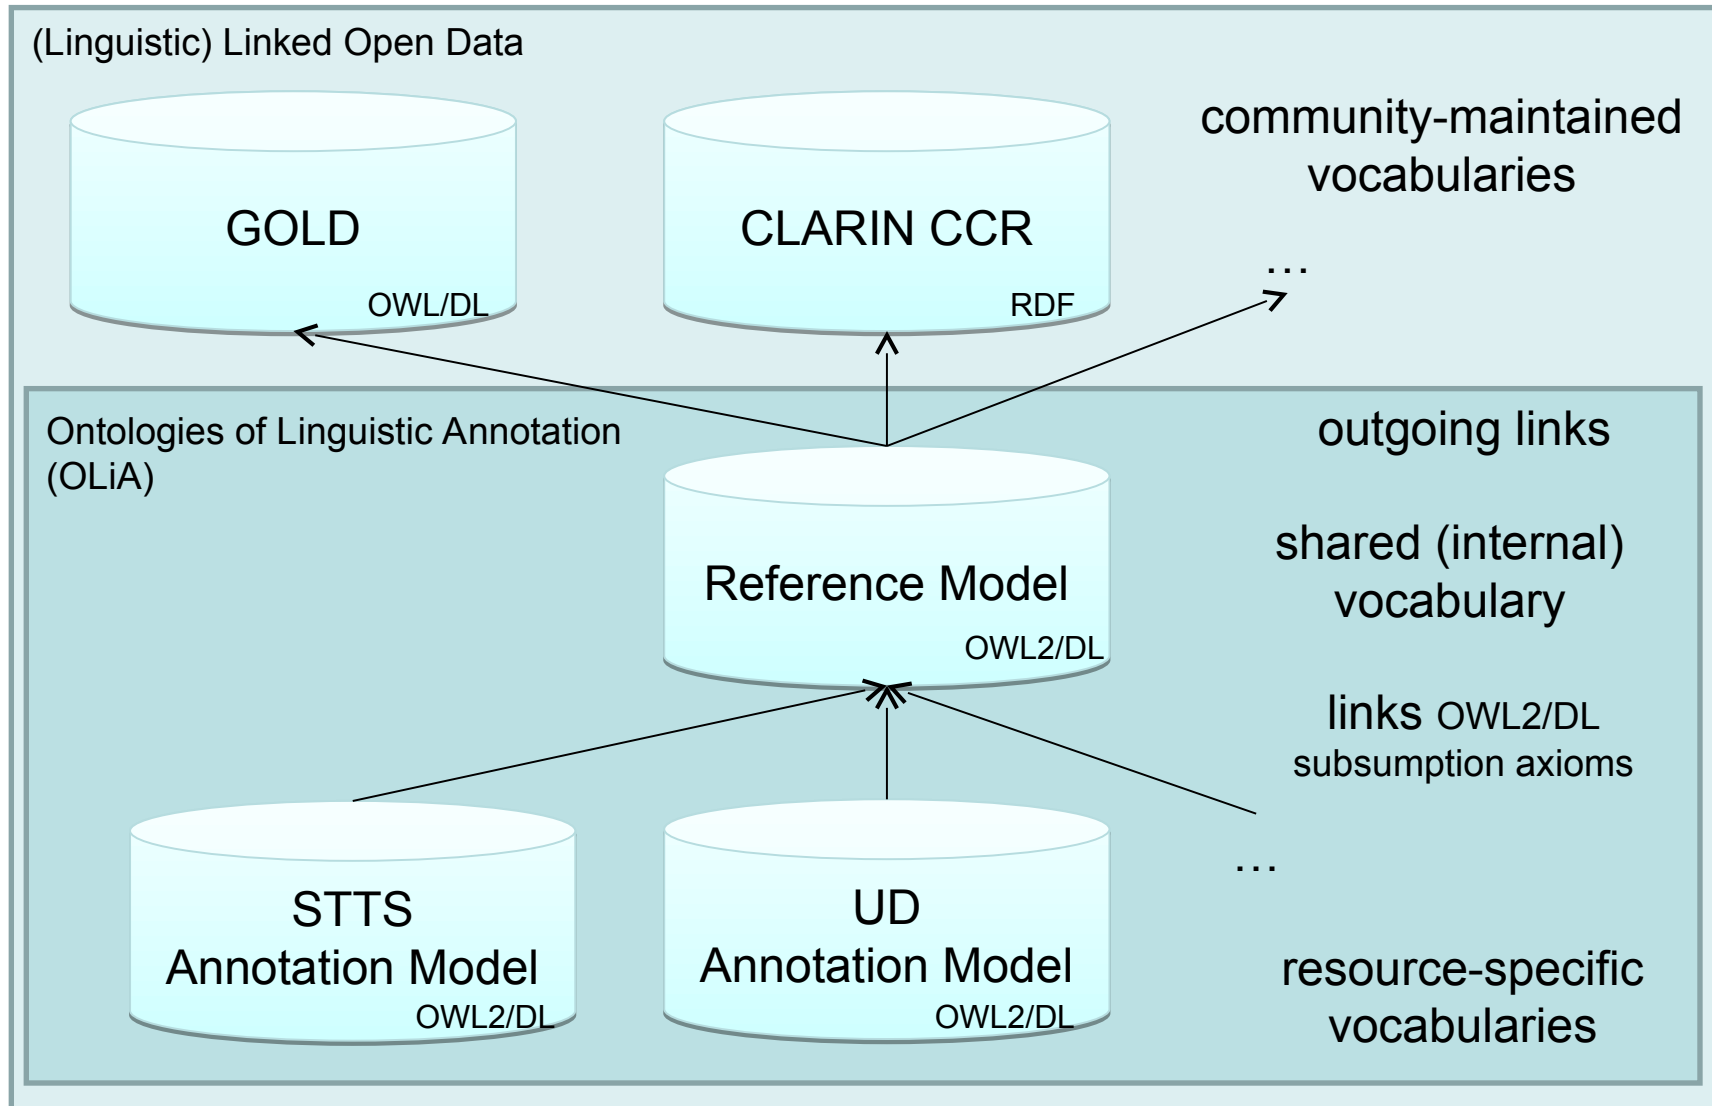 (Linguistic) Linked Open Data
GOLD
OWL/DL
CLARIN CCR
RDF
community-maintained
vocabularies
…
Ontologies of Linguistic Annotation
(OLiA)
outgoing links
Reference Model
OWL2/DL
shared (internal)
vocabulary
links OWL2/DL
subsumption axioms
STTS
Annotation Model
OWL2/DL
UD
Annotation Model
OWL2/DL
…
resource-specific
vocabularies